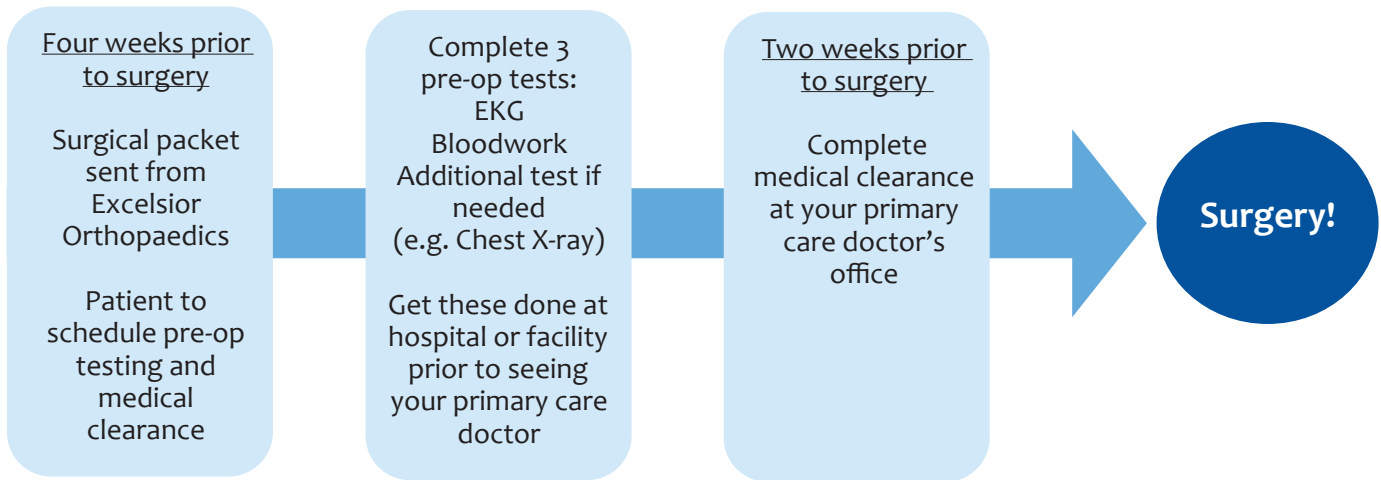 Four weeks prior
to surgery
Surgical packet
sent from
Excelsior
Orthopaedics
Patient to
schedule pre-op
testing and
medical
clearance
Complete 3
pre-op tests:
EKG
Bloodwork
Additional test if
needed
(e.g. Chest X-ray)
Get these done at
hospital or facility
prior to seeing
your primary care
doctor
Two weeks prior
to surgery
Complete
medical clearance
at your primary
care doctor’s
office
Surgery!